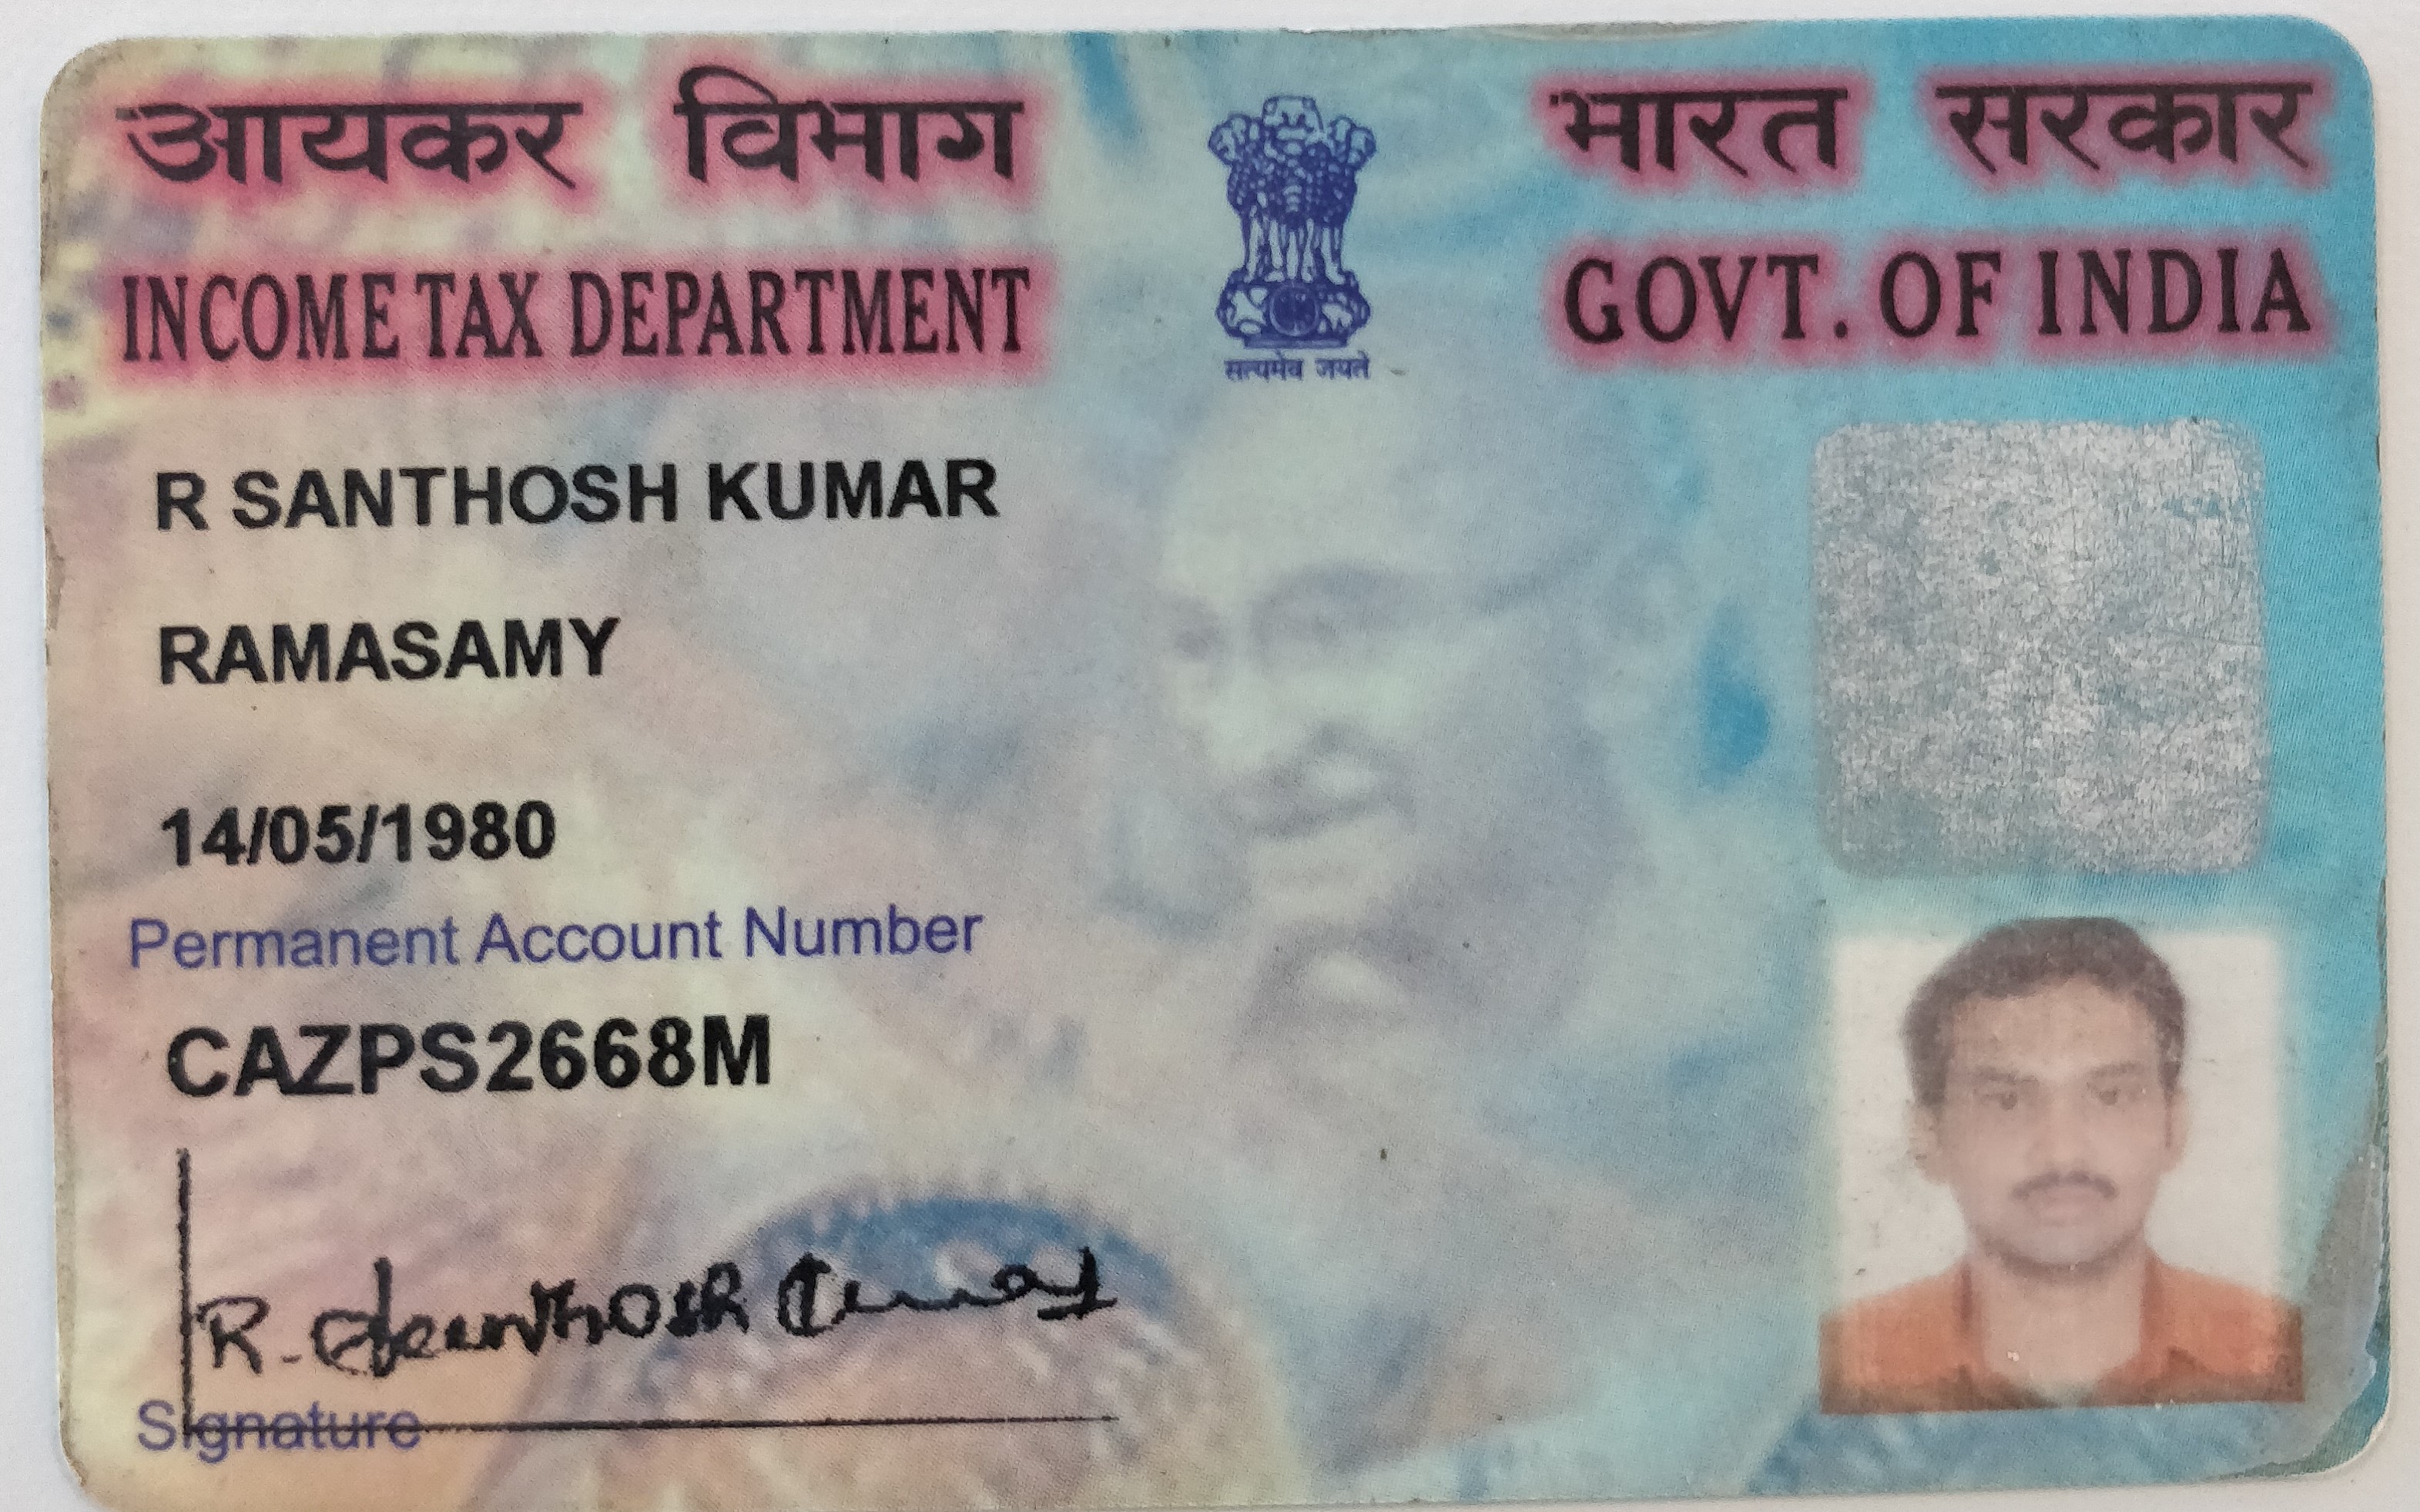 आयकर विभाग
INCOME TAX DEPARTMENT
सत्यमेव जयते
भारत सरकार
GOVT. OF INDIA
R SANTHOSH KUMAR
RAMASAMY
14/05/1980
Permanent Account Number
CAZPS2668M
R. Santhosh Kumar
Signature